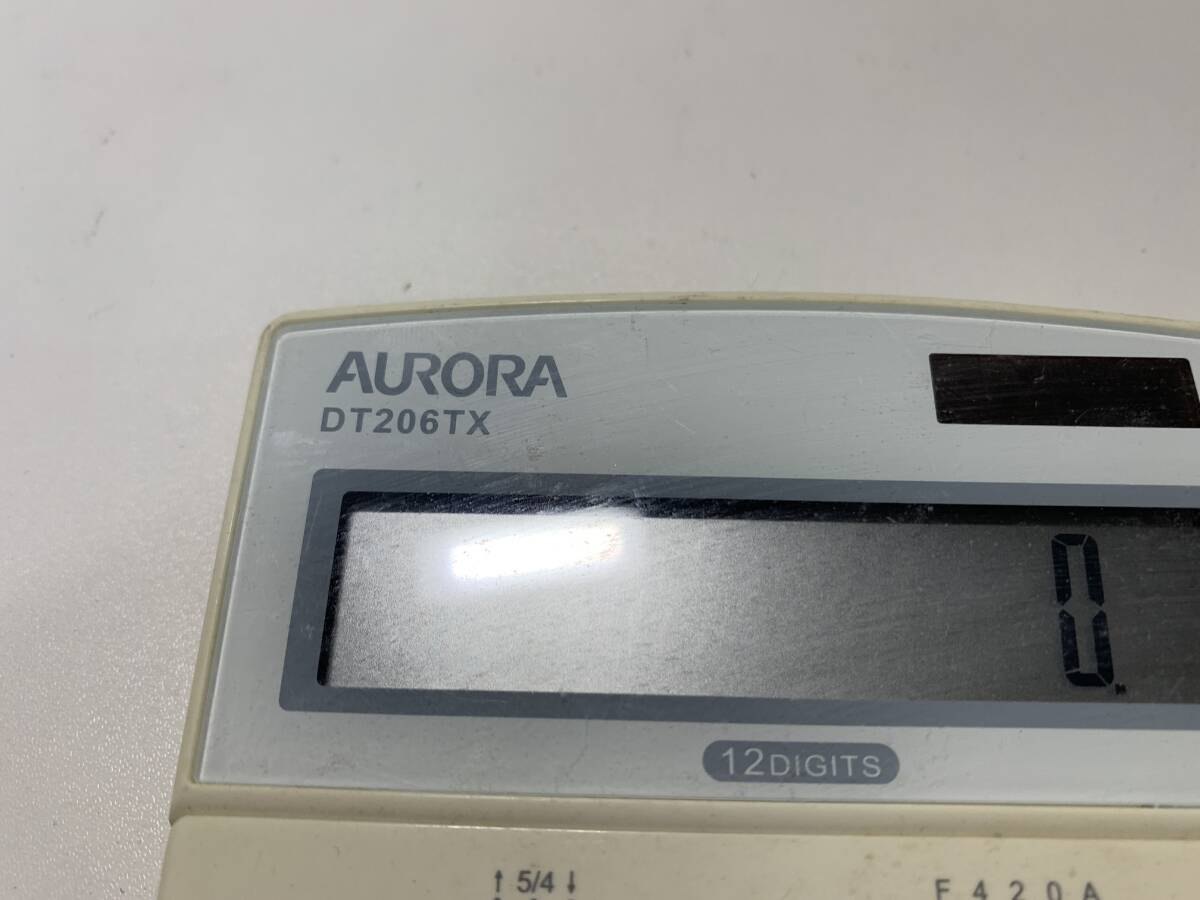 AURORA
DT206TX
0
M
12DIGITS
↑ 5/4 ↓
F 4 2 0 A